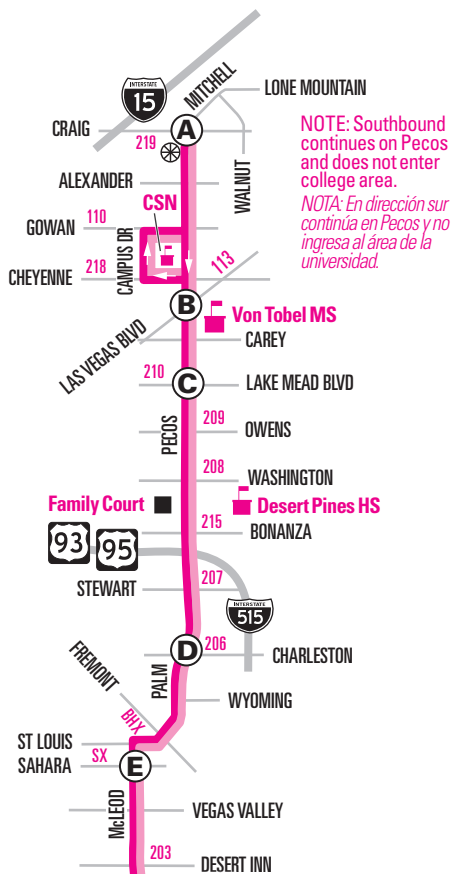 INTERSTATE
15
MITCHELL
LONE MOUNTAIN
CRAIG
A
219
NOTE: Southbound
continues on Pecos
and does not enter
college area.
NOTA: En dirección sur
continúa en Pecos y no
ingresa al área de la
universidad.
WALNUT
ALEXANDER
CSN
110
GOWAN
CAMPUS DR
218
CHEYENNE
113
B
LAS VEGAS BLVD
Von Tobel MS
CAREY
210
C
LAKE MEAD BLVD
PECOS
209
OWENS
208
WASHINGTON
Family Court
Desert Pines HS
215
BONANZA
93
95
STEWART
207
INTERSTATE
515
D
206
CHARLESTON
FREMONT
PALM
WYOMING
BHX
ST LOUIS
SX
SAHARA
E
McLEOD
VEGAS VALLEY
203
DESERT INN